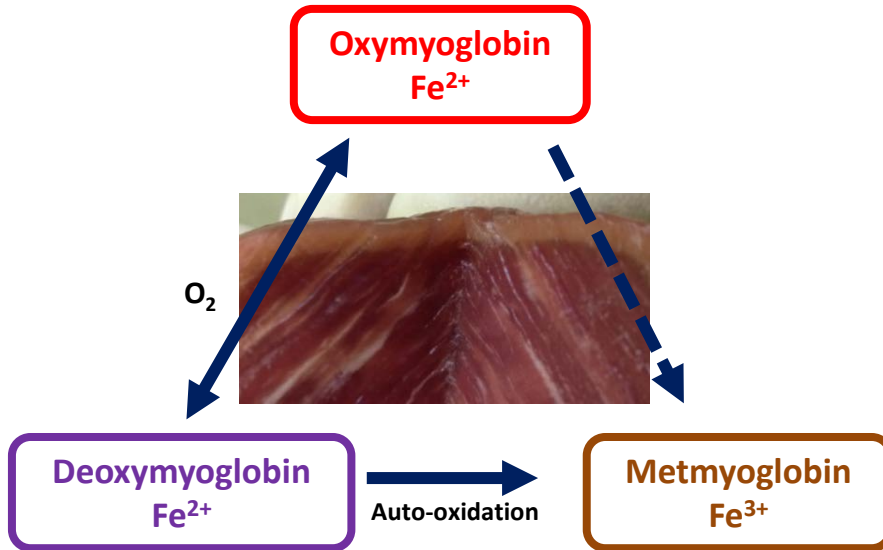 Oxymyoglobin
Fe²⁺
O₂
Deoxymyoglobin
Fe²⁺
Auto-oxidation
Metmyoglobin
Fe³⁺